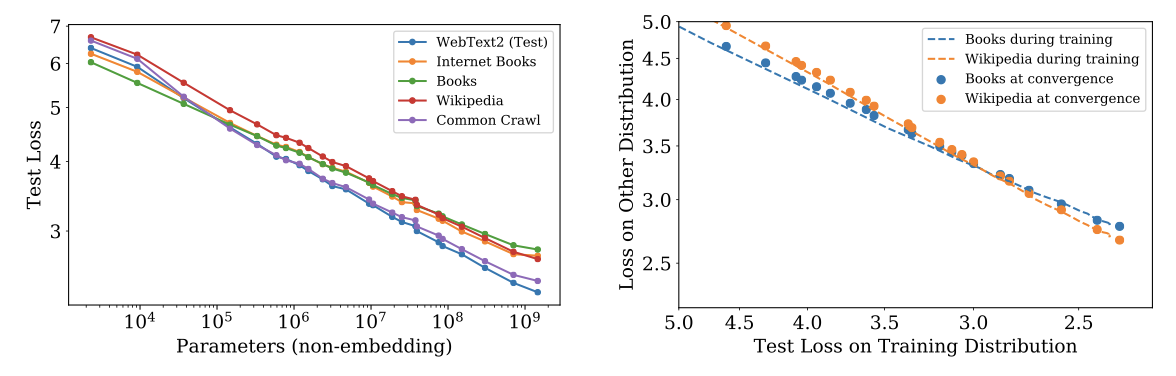 7
6
5
4
3
Test Loss
10^4
10^5
10^6
10^7
10^8
10^9
Parameters (non-embedding)
WebText2 (Test)
Internet Books
Books
Wikipedia
Common Crawl
5.0
4.5
4.0
3.5
3.0
2.5
Loss on Other Distribution
5.0
4.5
4.0
3.5
3.0
2.5
Test Loss on Training Distribution
Books during training
Wikipedia during training
Books at convergence
Wikipedia at convergence